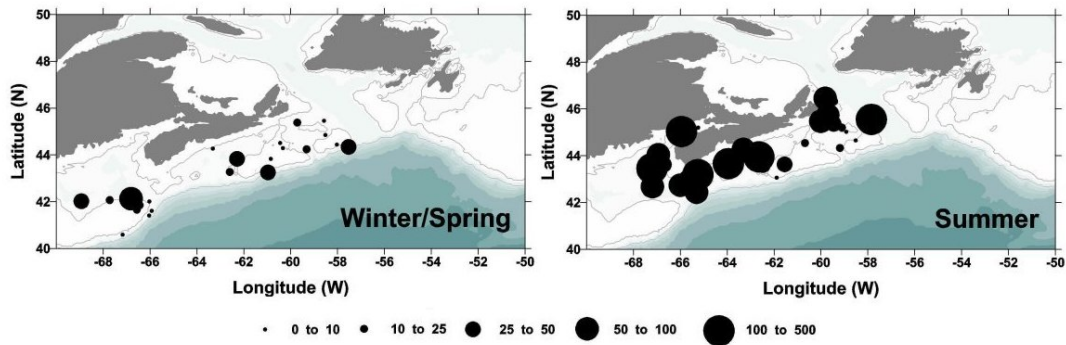 50
48
46
44
42
40
Latitude (N)
-68 -66 -64 -62 -60 -58 -56 -54 -52 -50
Longitude (W)
Winter/Spring
50
48
46
44
42
40
Latitude (N)
-68 -66 -64 -62 -60 -58 -56 -54 -52 -50
Longitude (W)
Summer
0 to 10 10 to 25 25 to 50 50 to 100 100 to 500